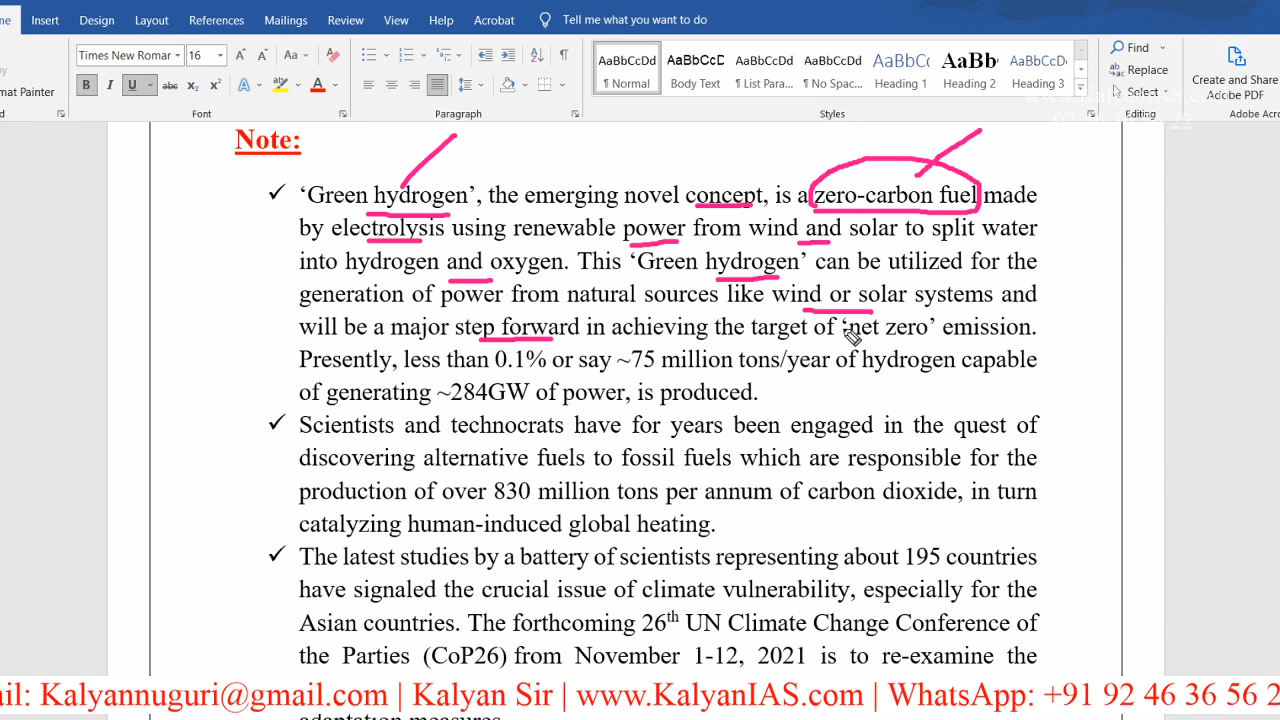 Insert Design Layout References Mailings Review View Help Acrobat Tell me what you want to do
Times New Romar 16 A A Aa A
AaBbCcDd AaBbCcD AaBbCcDd AaBbCcDd AaBbCc AaBb AaBbCcD
Normal Body Text List Para... No Spac... Heading 1 Heading 2 Heading 3
Find
Replace
Select
Create and Share
Adobe PDF
mat Painter
B I U abc x2 x2 A A
Font Paragraph Styles Editing Adobe Acro
Note:
✓ ‘Green hydrogen’, the emerging novel concept, is a zero-carbon fuel made
by electrolysis using renewable power from wind and solar to split water
into hydrogen and oxygen. This ‘Green hydrogen’ can be utilized for the
generation of power from natural sources like wind or solar systems and
will be a major step forward in achieving the target of ‘net zero’ emission.
Presently, less than 0.1% or say ~75 million tons/year of hydrogen capable
of generating ~284GW of power, is produced.
✓ Scientists and technocrats have for years been engaged in the quest of
discovering alternative fuels to fossil fuels which are responsible for the
production of over 830 million tons per annum of carbon dioxide, in turn
catalyzing human-induced global heating.
✓ The latest studies by a battery of scientists representing about 195 countries
have signaled the crucial issue of climate vulnerability, especially for the
Asian countries. The forthcoming 26th UN Climate Change Conference of
the Parties (CoP26) from November 1-12, 2021 is to re-examine the
ail: Kalyannuguri@gmail.com | Kalyan Sir | www.KalyanIAS.com | WhatsApp: +91 92 46 36 56 2
adaptation measures